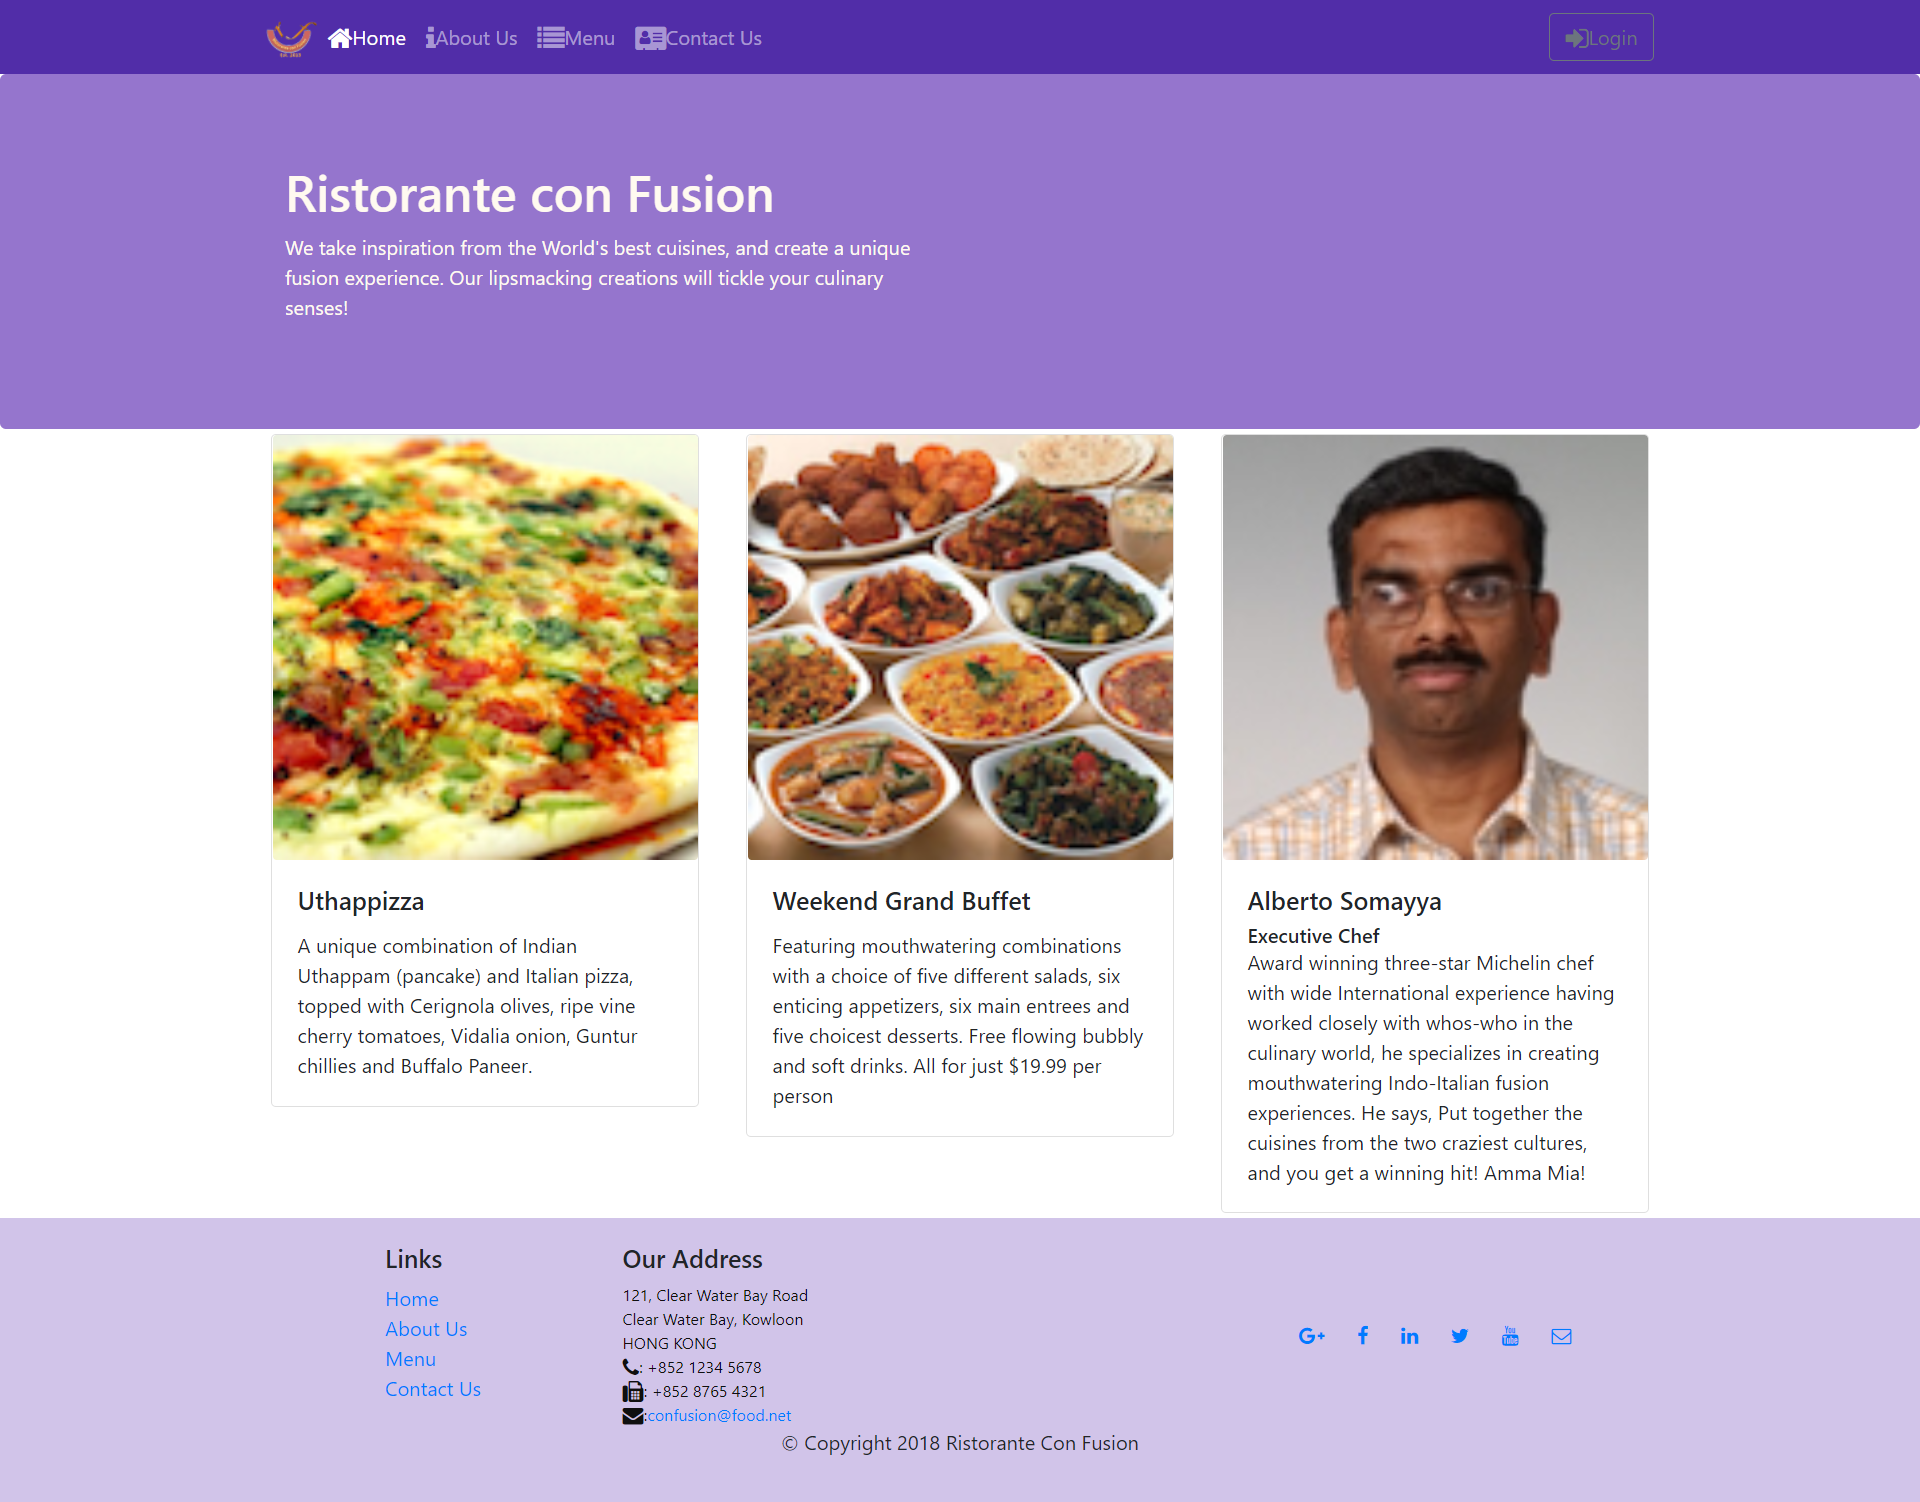 Home About Us Menu Contact Us Login
Ristorante con Fusion
We take inspiration from the World's best cuisines, and create a unique
fusion experience. Our lipsmacking creations will tickle your culinary
senses!
Uthappizza
A unique combination of Indian
Uthappam (pancake) and Italian pizza,
topped with Cerignola olives, ripe vine
cherry tomatoes, Vidalia onion, Guntur
chillies and Buffalo Paneer.
Weekend Grand Buffet
Featuring mouthwatering combinations
with a choice of five different salads, six
enticing appetizers, six main entrees and
five choicest desserts. Free flowing bubbly
and soft drinks. All for just $19.99 per
person
Alberto Somayya
Executive Chef
Award winning three-star Michelin chef
with wide International experience having
worked closely with whos-who in the
culinary world, he specializes in creating
mouthwatering Indo-Italian fusion
experiences. He says, Put together the
cuisines from the two craziest cultures,
and you get a winning hit! Amma Mia!
Links
Home
About Us
Menu
Contact Us
Our Address
121, Clear Water Bay Road
Clear Water Bay, Kowloon
HONG KONG
: +852 1234 5678
: +852 8765 4321
:confusion@food.net
© Copyright 2018 Ristorante Con Fusion